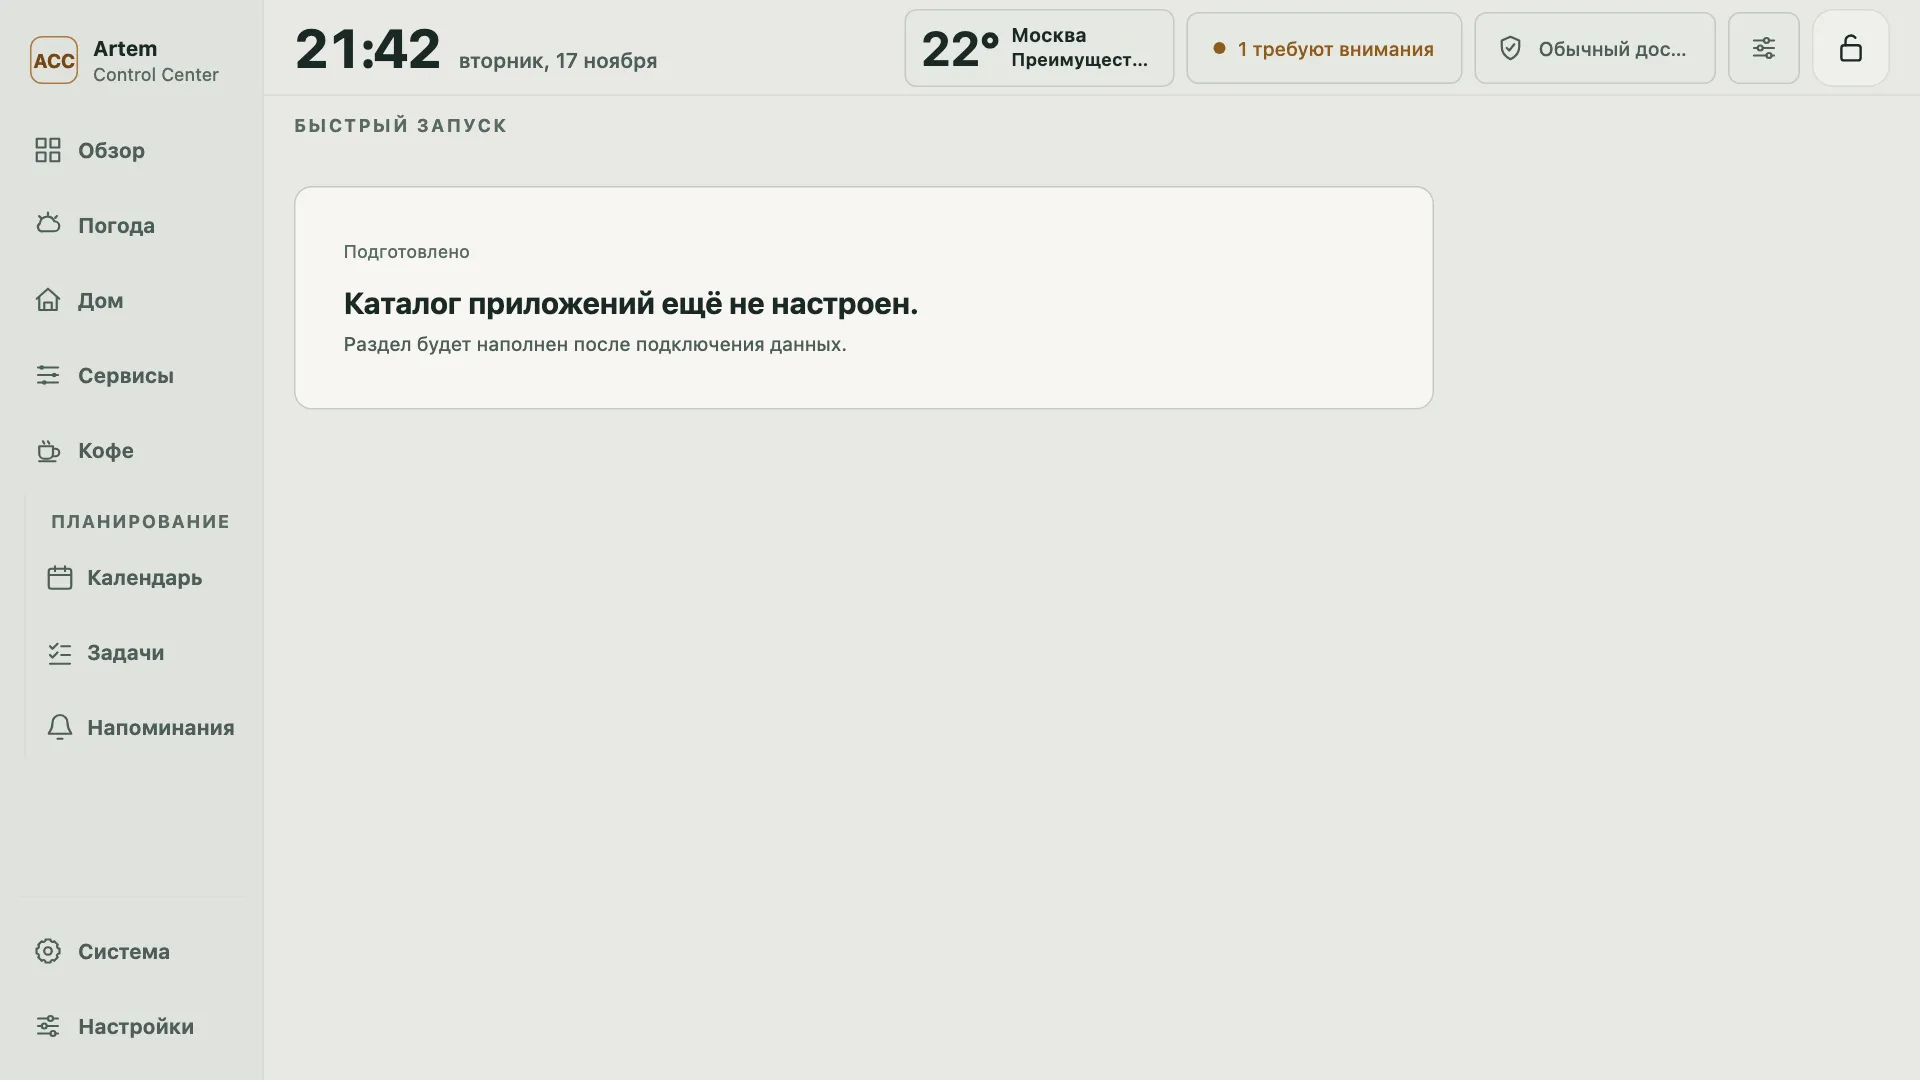 ACC
Artem
Control Center
Обзор
Погода
Дом
Сервисы
Кофе
ПЛАНИРОВАНИЕ
Календарь
Задачи
Напоминания
Система
Настройки
21:42
вторник, 17 ноября
22°
Москва
Преимущест...
1 требуют внимания
Обычный дос...
БЫСТРЫЙ ЗАПУСК
Подготовлено
Каталог приложений ещё не настроен.
Раздел будет наполнен после подключения данных.